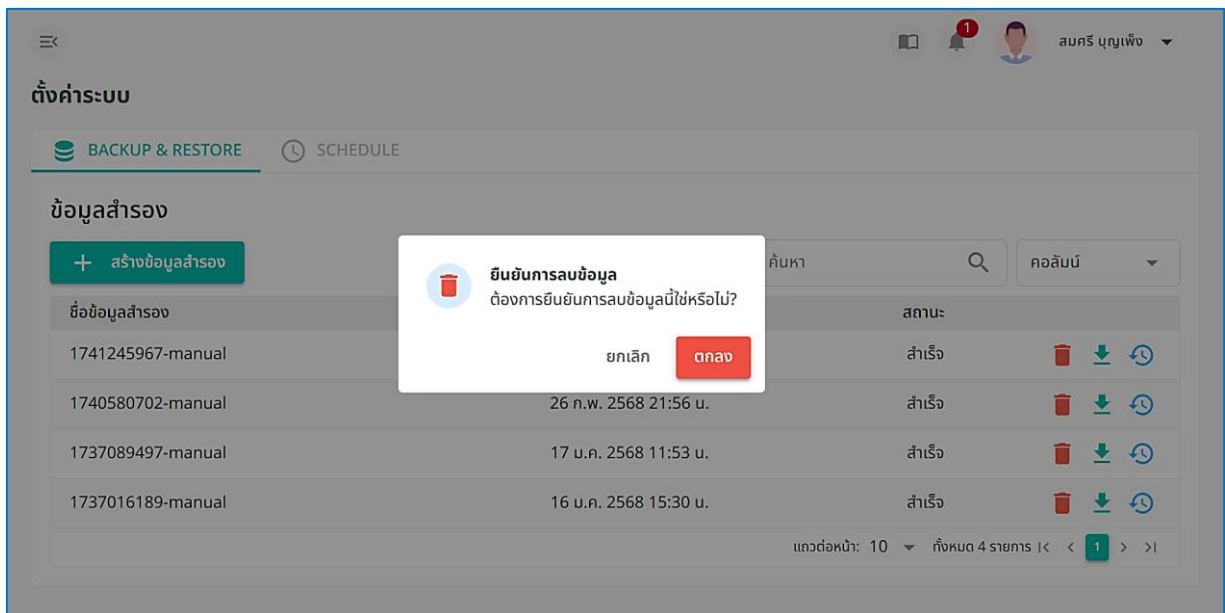 1
สมศรี บุญเพ็ง
ตั้งค่าระบบ
BACKUP & RESTORE SCHEDULE
ข้อมูลสำรอง
+ สร้างข้อมูลสำรอง ค้นหา คอลัมน์
ยืนยันการลบข้อมูล
ต้องการยืนยันการลบข้อมูลนี้ใช่หรือไม่?
ยกเลิก ตกลง
ชื่อข้อมูลสำรอง สถานะ
1741245967-manual สำเร็จ
1740580702-manual 26 ก.พ. 2568 21:56 น. สำเร็จ
1737089497-manual 17 ม.ค. 2568 11:53 น. สำเร็จ
1737016189-manual 16 ม.ค. 2568 15:30 น. สำเร็จ
แถวต่อหน้า: 10 ทั้งหมด 4 รายการ |< < 1 > >|